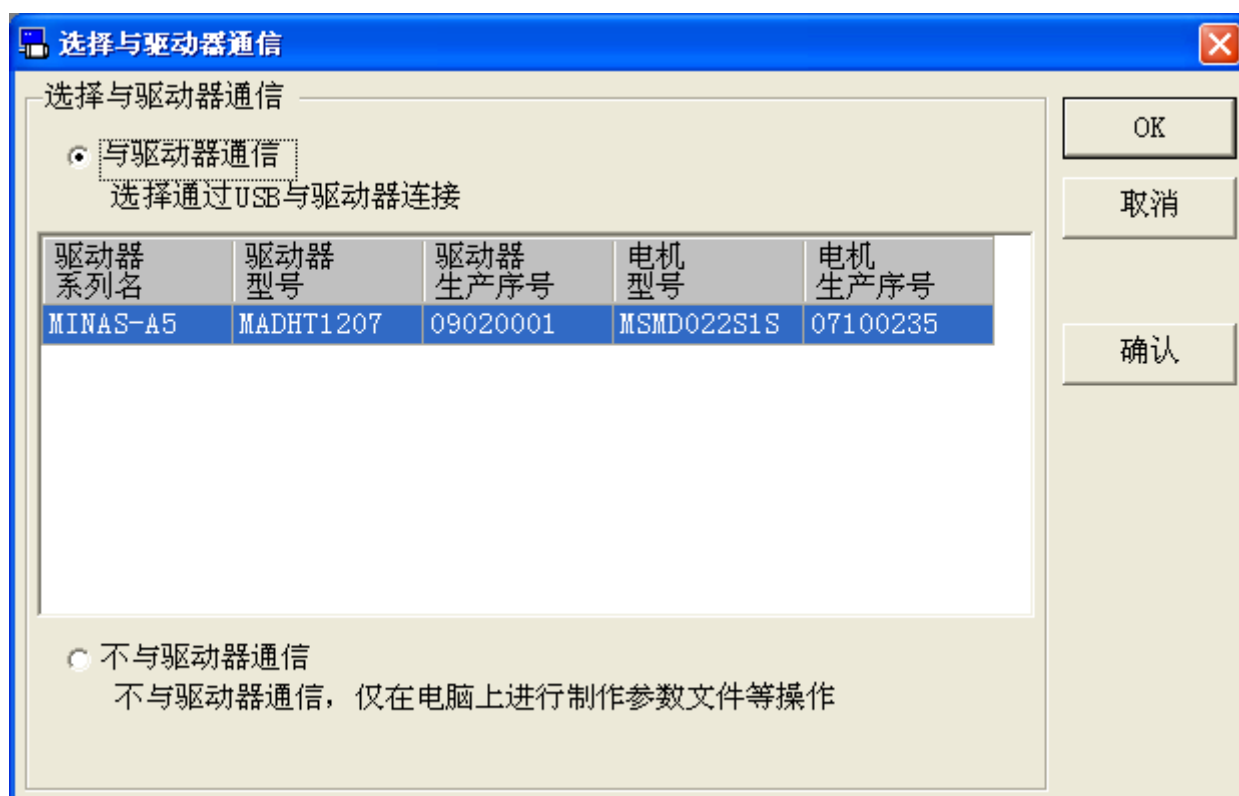 选择与驱动器通信
选择与驱动器通信
OK
与驱动器通信
选择通过USB与驱动器连接
取消
驱动器 驱动器 驱动器 电机 电机
系列名 型号 生产序号 型号 生产序号
MINAS-A5 MADHT1207 09020001 MSMD022S1S 07100235
确认
不与驱动器通信
不与驱动器通信，仅在电脑上进行制作参数文件等操作